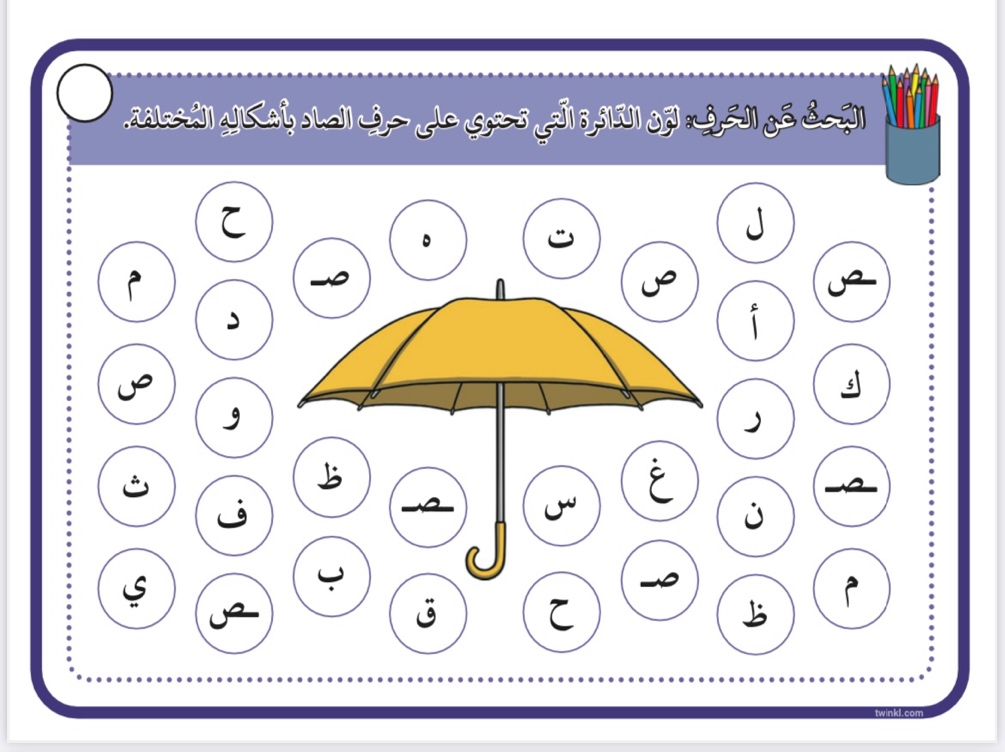 البَحثُ عَن الحَرفِ: لوّن الدّائرة الّتي تحتوي على حرفِ الصاد بأشكالِهِ المُختلفة.
ل
ح
ت
ه
ـص
ص
صـ
م
أ
د
ك
ص
ر
و
غ
ظ
ـصـ
س
ـصـ
ث
ن
ف
صـ
ب
م
ح
ق
ي
ظ
ـص
twinkl.com